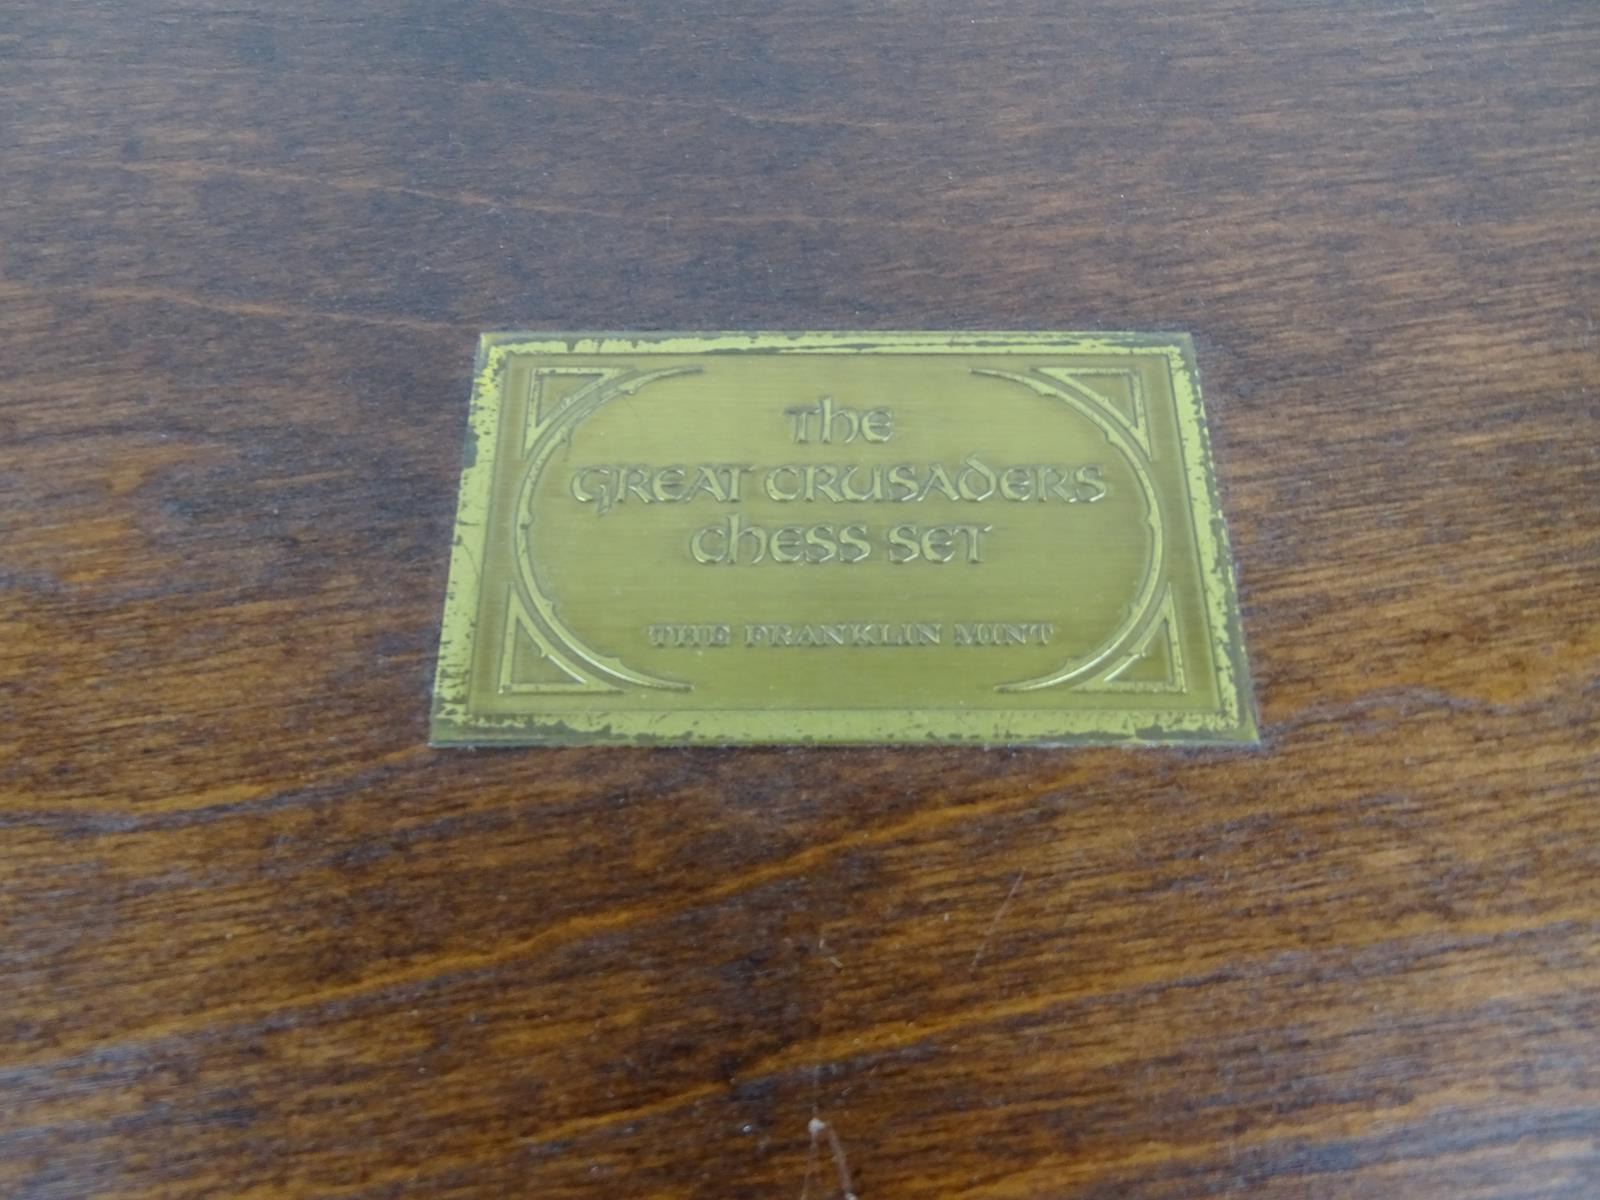 The
GREAT CRUSADERS
CHESS SET
THE FRANKLIN MINT